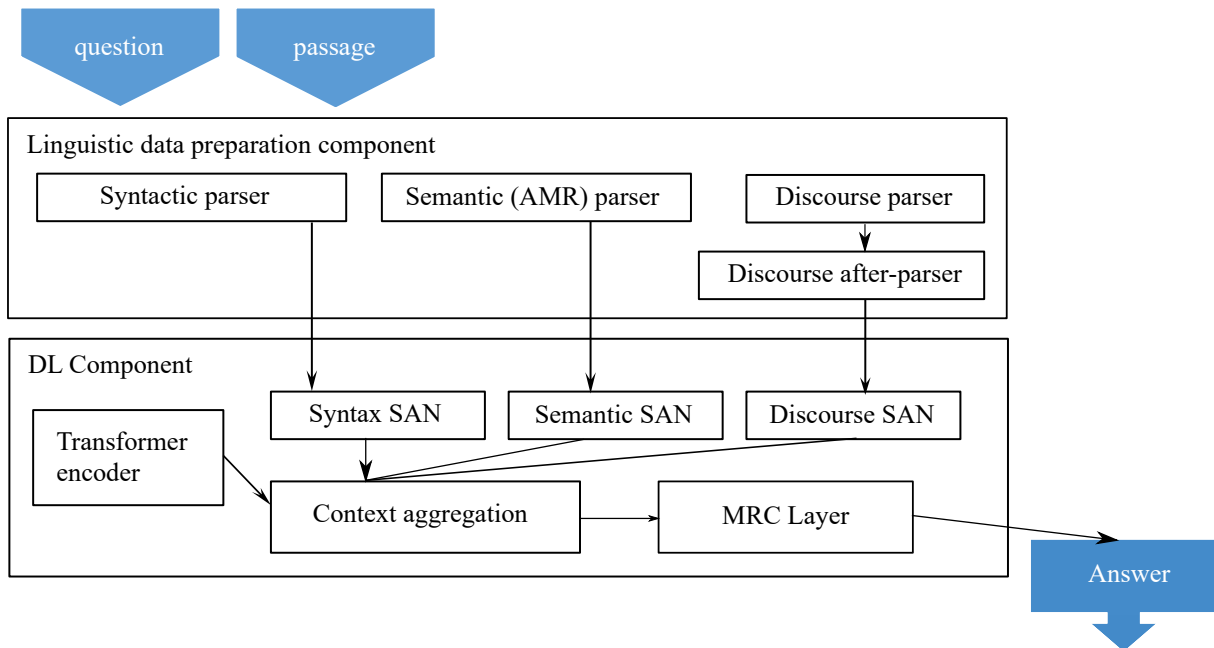 question
passage
Linguistic data preparation component
Syntactic parser
Semantic (AMR) parser
Discourse parser
Discourse after-parser
DL Component
Syntax SAN
Semantic SAN
Discourse SAN
Transformer
encoder
Context aggregation
MRC Layer
Answer